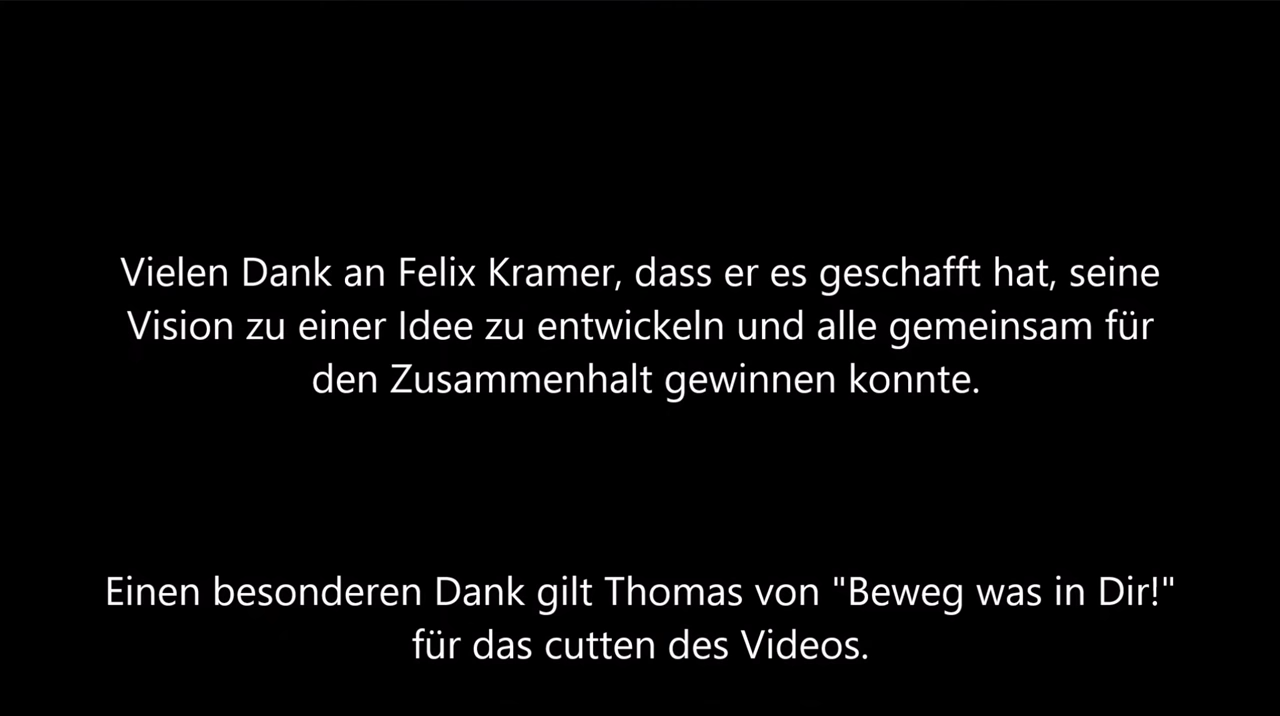 Vielen Dank an Felix Kramer, dass er es geschafft hat, seine
Vision zu einer Idee zu entwickeln und alle gemeinsam für
den Zusammenhalt gewinnen konnte.
Einen besonderen Dank gilt Thomas von "Beweg was in Dir!"
für das cutten des Videos.